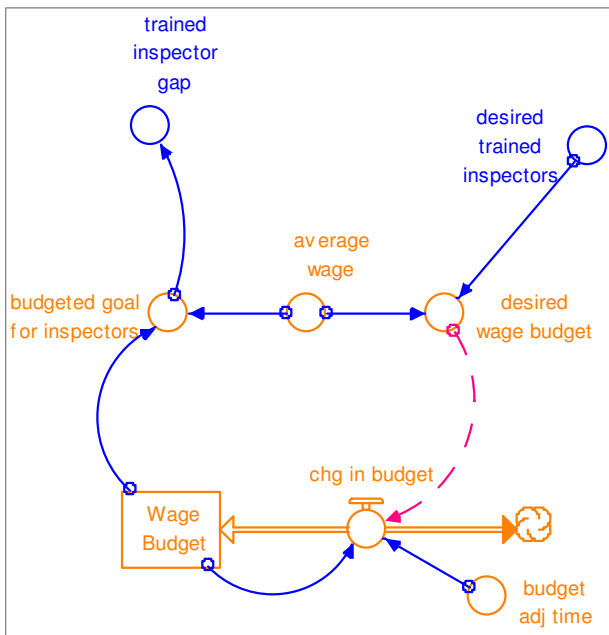 trained
inspector
gap
desired
trained
inspectors
average
wage
budgeted goal
for inspectors
desired
wage budget
chg in budget
Wage
Budget
budget
adj time